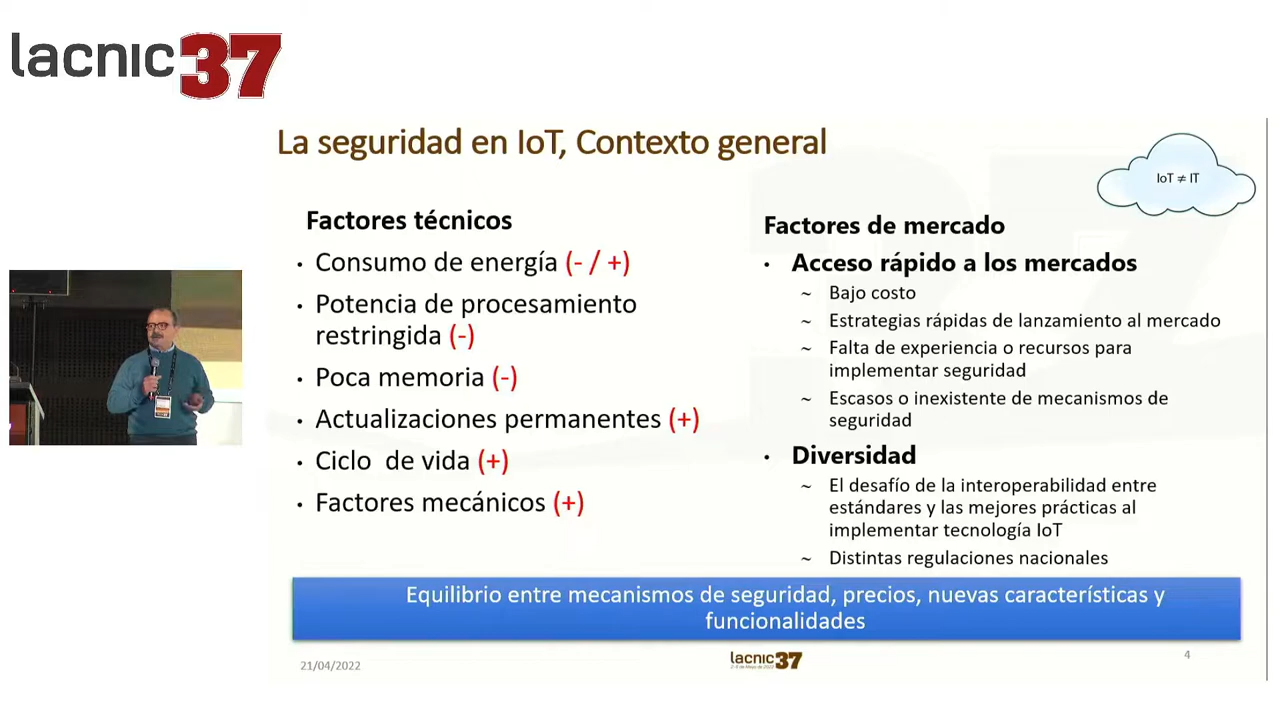 lacnic 37
La seguridad en IoT, Contexto general
IoT ≠ IT
Factores técnicos
• Consumo de energía (- / +)
• Potencia de procesamiento
restringida (-)
• Poca memoria (-)
• Actualizaciones permanentes (+)
• Ciclo de vida (+)
• Factores mecánicos (+)
Factores de mercado
• Acceso rápido a los mercados
~ Bajo costo
~ Estrategias rápidas de lanzamiento al mercado
~ Falta de experiencia o recursos para
implementar seguridad
~ Escasos o inexistente de mecanismos de
seguridad
• Diversidad
~ El desafío de la interoperabilidad entre
estándares y las mejores prácticas al
implementar tecnología IoT
~ Distintas regulaciones nacionales
Equilibrio entre mecanismos de seguridad, precios, nuevas características y
funcionalidades
21/04/2022
lacnic 37
4